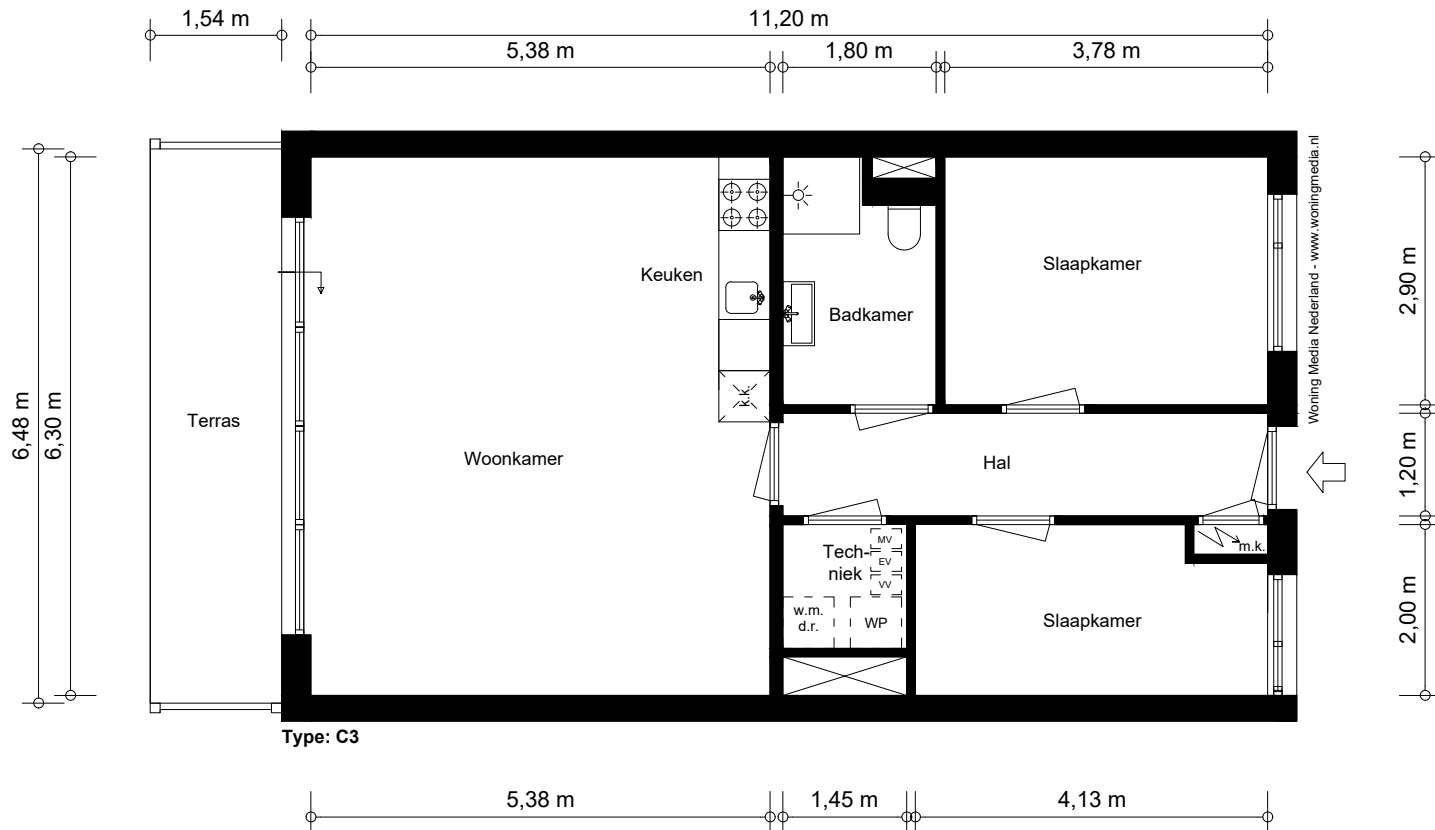 1,54 m
11,20 m
5,38 m
1,80 m
3,78 m
6,48 m
6,30 m
Terras
Woonkamer
Keuken
k.k.
Badkamer
Slaapkamer
Hal
Tech-
niek
MV
EV
VV
w.m.
d.r.
WP
m.k.
Slaapkamer
Woning Media Nederland - www.woningmedia.nl
2,90 m
1,20 m
2,00 m
Type: C3
5,38 m
1,45 m
4,13 m